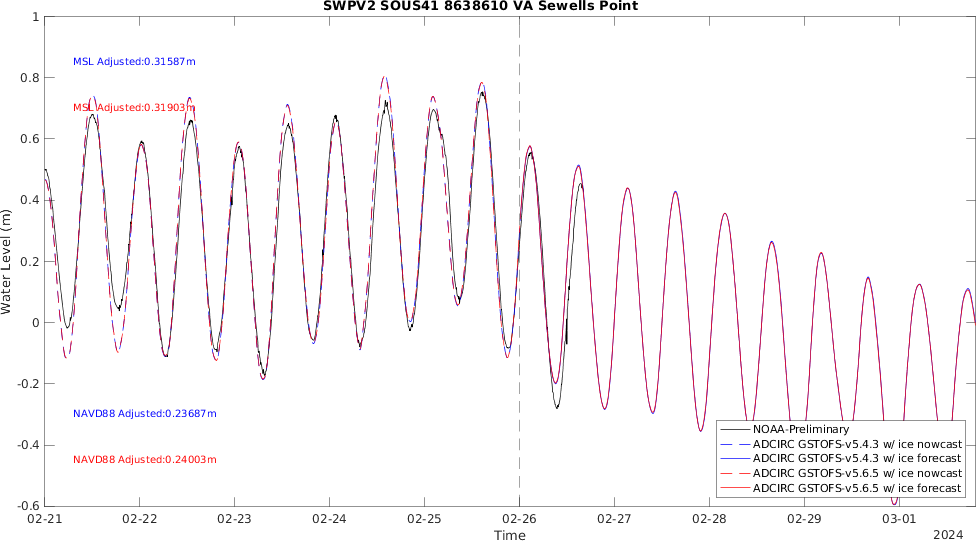 SWPV2 SOUS41 8638610 VA Sewells Point
1
0.8
0.6
0.4
0.2
0
-0.2
-0.4
-0.6
Water Level (m)
MSL Adjusted:0.31587m
MSL Adjusted:0.31903m
NAVD88 Adjusted:0.23687m
NAVD88 Adjusted:0.24003m
NOAA-Preliminary
ADCIRC GSTOFS-v5.4.3 w/ ice nowcast
ADCIRC GSTOFS-v5.4.3 w/ ice forecast
ADCIRC GSTOFS-v5.6.5 w/ ice nowcast
ADCIRC GSTOFS-v5.6.5 w/ ice forecast
02-21 02-22 02-23 02-24 02-25 02-26 02-27 02-28 02-29 03-01
Time
2024